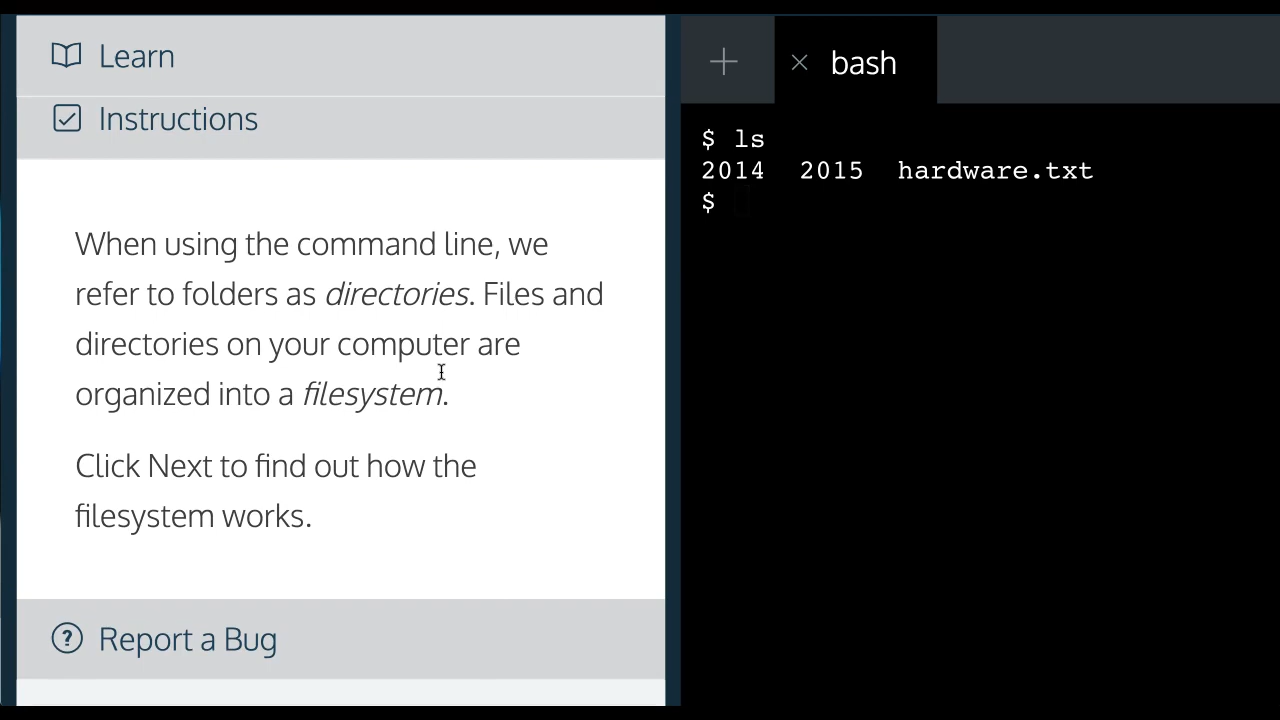 Learn
Instructions
When using the command line, we
refer to folders as directories. Files and
directories on your computer are
organized into a filesystem.
Click Next to find out how the
filesystem works.
Report a Bug
bash
$ ls
2014 2015 hardware.txt
$